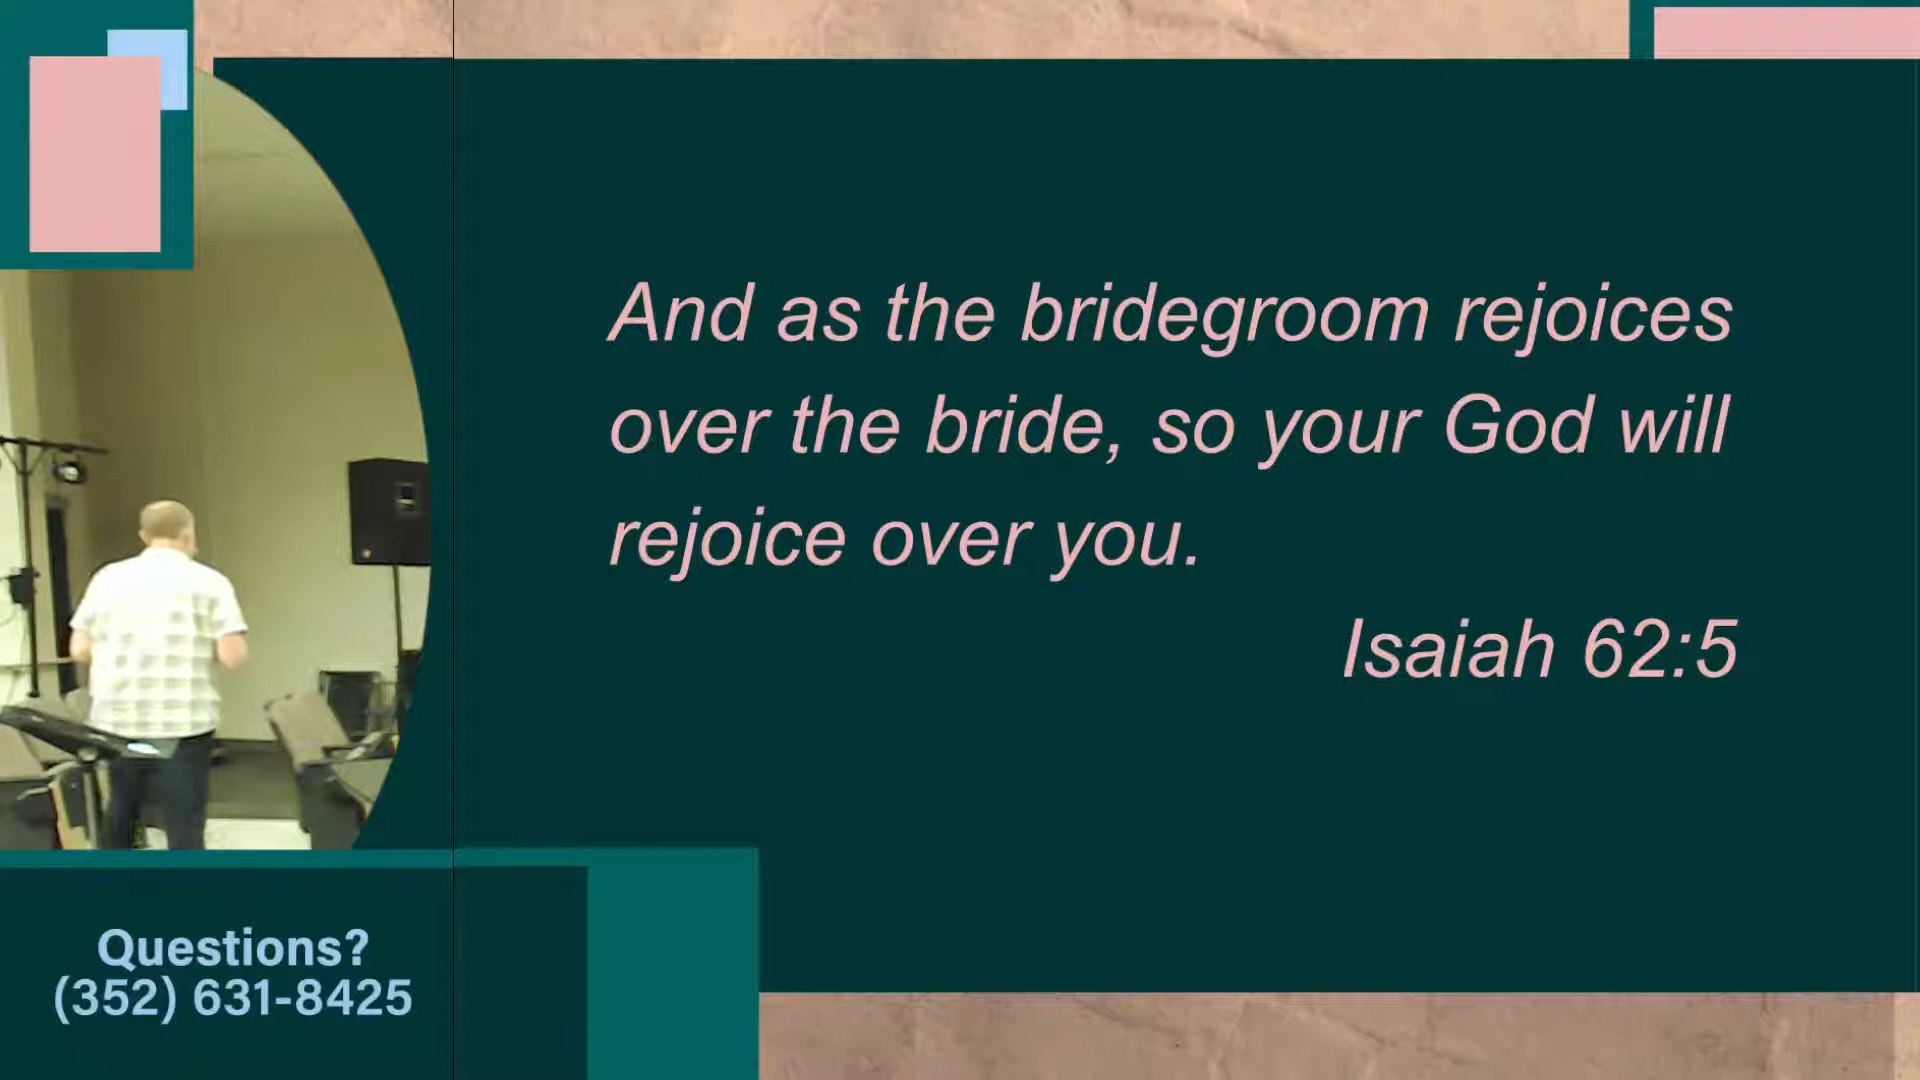 And as the bridegroom rejoices
over the bride, so your God will
rejoice over you.
Isaiah 62:5
Questions?
(352) 631-8425